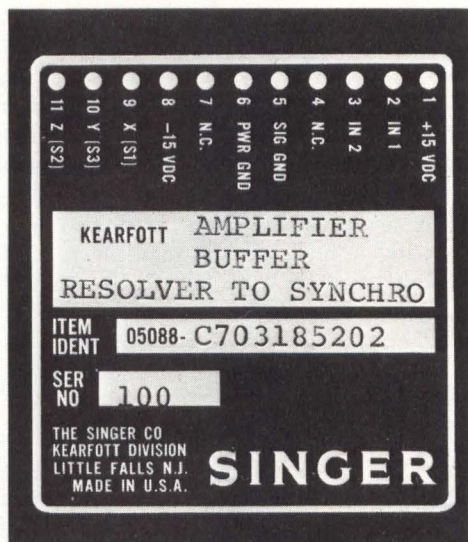 11 Z (S2)
10 Y (S3)
9 X (S1)
8 -15 VDC
7 N.C.
6 PWR GND
5 SIG GND
4 N.C.
3 IN 2
2 IN 1
1 +15 VDC
KEARFOTT AMPLIFIER
BUFFER
RESOLVER TO SYNCHRO
ITEM IDENT 05088-C703185202
SER NO 100
THE SINGER CO
KEARFOTT DIVISION
LITTLE FALLS N.J.
MADE IN U.S.A.
SINGER